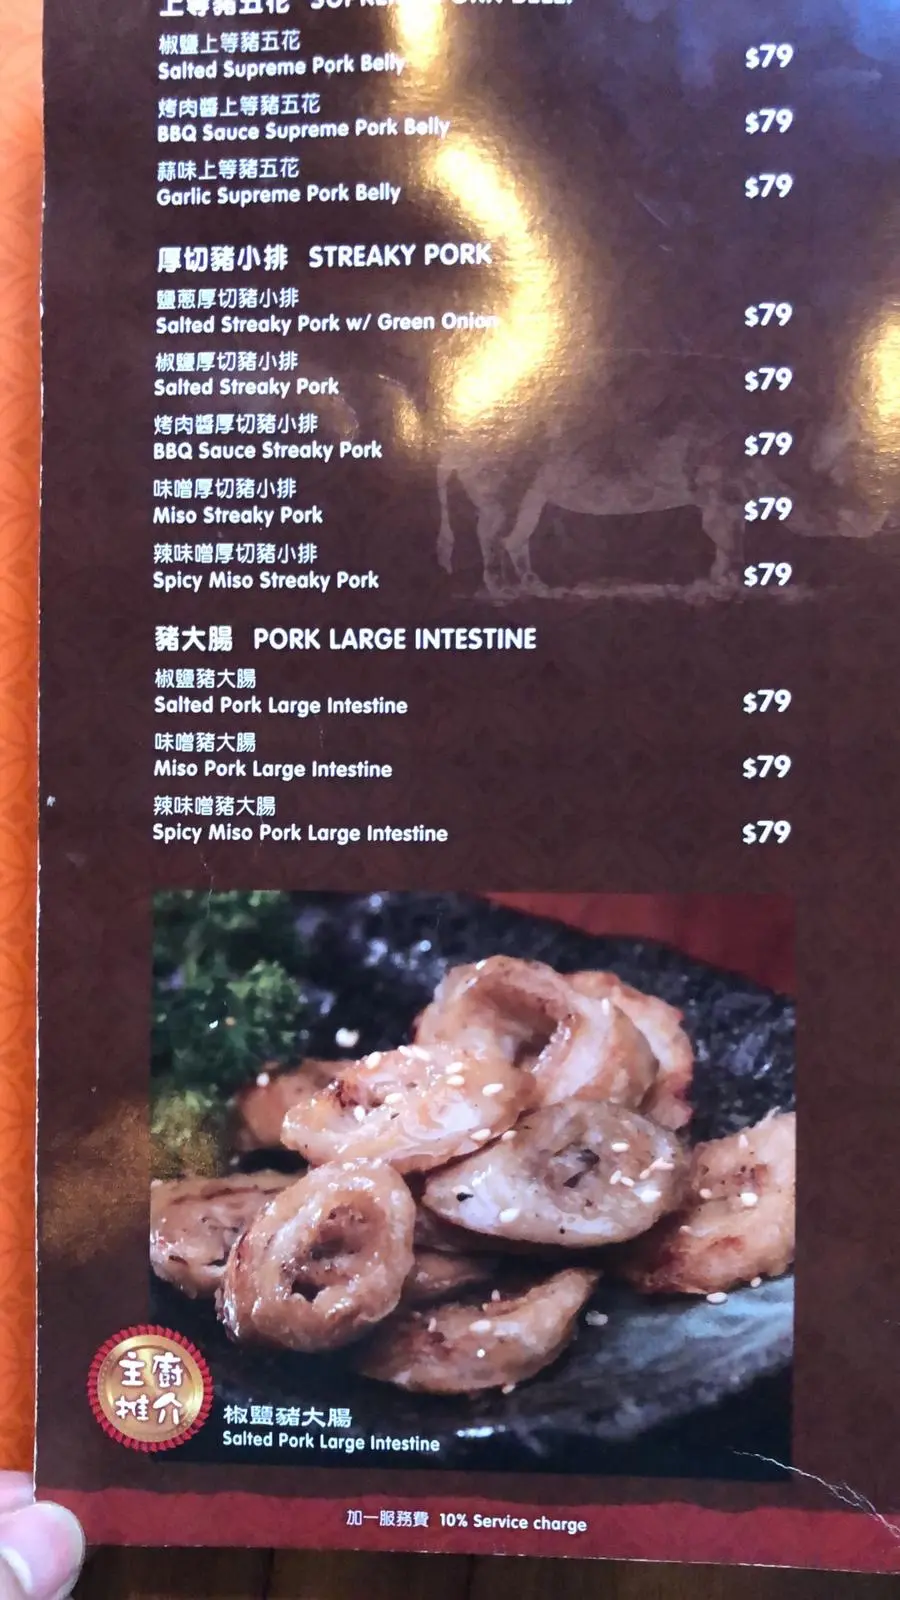 上等豬五花 SUPREME PORK BELLY
椒鹽上等豬五花
Salted Supreme Pork Belly $79
烤肉醬上等豬五花
BBQ Sauce Supreme Pork Belly $79
蒜味上等豬五花
Garlic Supreme Pork Belly $79
厚切豬小排 STREAKY PORK
鹽蔥厚切豬小排
Salted Streaky Pork w/ Green Onion $79
椒鹽厚切豬小排
Salted Streaky Pork $79
烤肉醬厚切豬小排
BBQ Sauce Streaky Pork $79
味噌厚切豬小排
Miso Streaky Pork $79
辣味噌厚切豬小排
Spicy Miso Streaky Pork $79
豬大腸 PORK LARGE INTESTINE
椒鹽豬大腸
Salted Pork Large Intestine $79
味噌豬大腸
Miso Pork Large Intestine $79
辣味噌豬大腸
Spicy Miso Pork Large Intestine $79
主廚
推介
椒鹽豬大腸
Salted Pork Large Intestine
加一服務費 10% Service charge